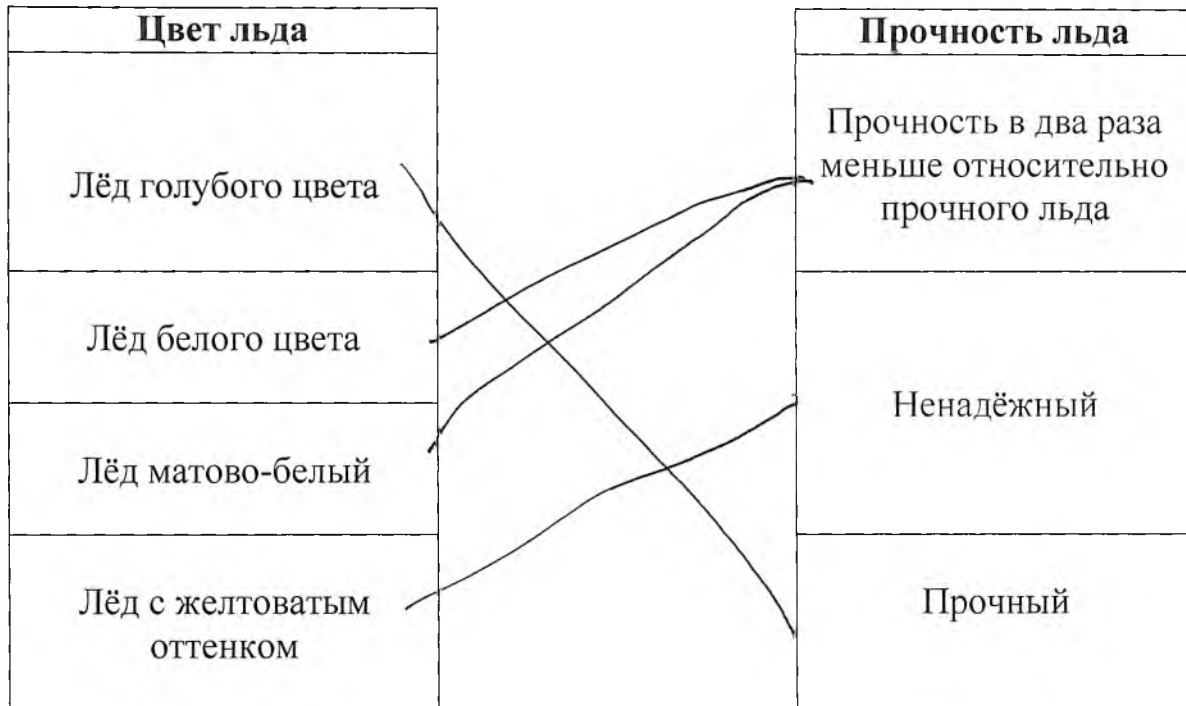 Цвет льда
Лёд голубого цвета
Лёд белого цвета
Лёд матово-белый
Лёд с желтоватым
оттенком
Прочность льда
Прочность в два раза
меньше относительно
прочного льда
Ненадёжный
Прочный